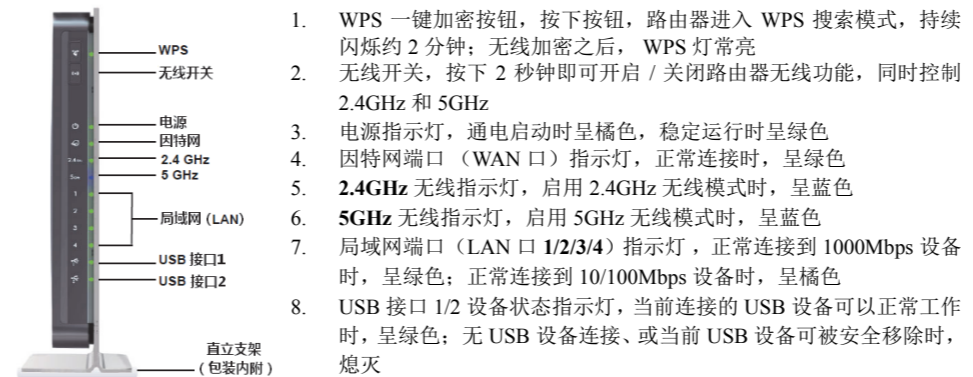 WPS
无线开关
电源
因特网
2.4 GHz
5 GHz
局域网（LAN）
USB 接口1
USB 接口2
直立支架
（包装内附）
1. WPS 一键加密按钮，按下按钮，路由器进入 WPS 搜索模式，持续
闪烁约 2 分钟；无线加密之后， WPS 灯常亮
2. 无线开关，按下 2 秒钟即可开启 / 关闭路由器无线功能，同时控制
2.4GHz 和 5GHz
3. 电源指示灯，通电启动时呈橘色，稳定运行时呈绿色
4. 因特网端口 （WAN 口）指示灯，正常连接时，呈绿色
5. 2.4GHz 无线指示灯，启用 2.4GHz 无线模式时，呈蓝色
6. 5GHz 无线指示灯，启用 5GHz 无线模式时，呈蓝色
7. 局域网端口（LAN 口 1/2/3/4）指示灯 ，正常连接到 1000Mbps 设备
时，呈绿色；正常连接到 10/100Mbps 设备时，呈橘色
8. USB 接口 1/2 设备状态指示灯，当前连接的 USB 设备可以正常工作
时，呈绿色；无 USB 设备连接、或当前 USB 设备可被安全移除时，
熄灭